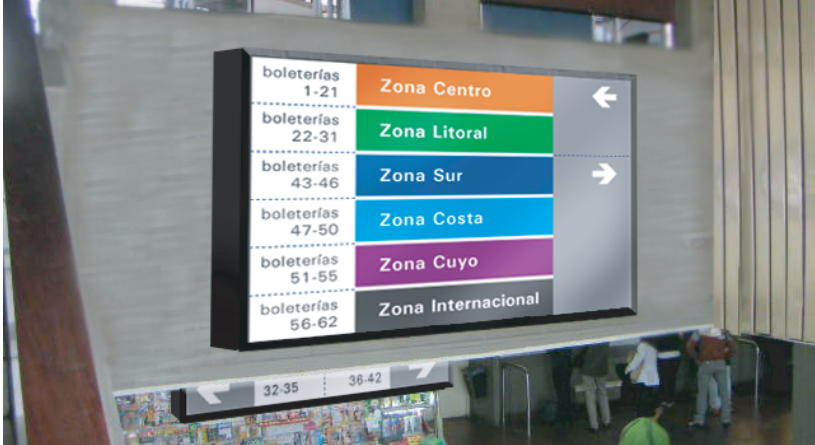 boleterías
1-21
Zona Centro
boleterías
22-31
Zona Litoral
boleterías
43-46
Zona Sur
boleterías
47-50
Zona Costa
boleterías
51-55
Zona Cuyo
boleterías
56-62
Zona Internacional
32-35
36-42